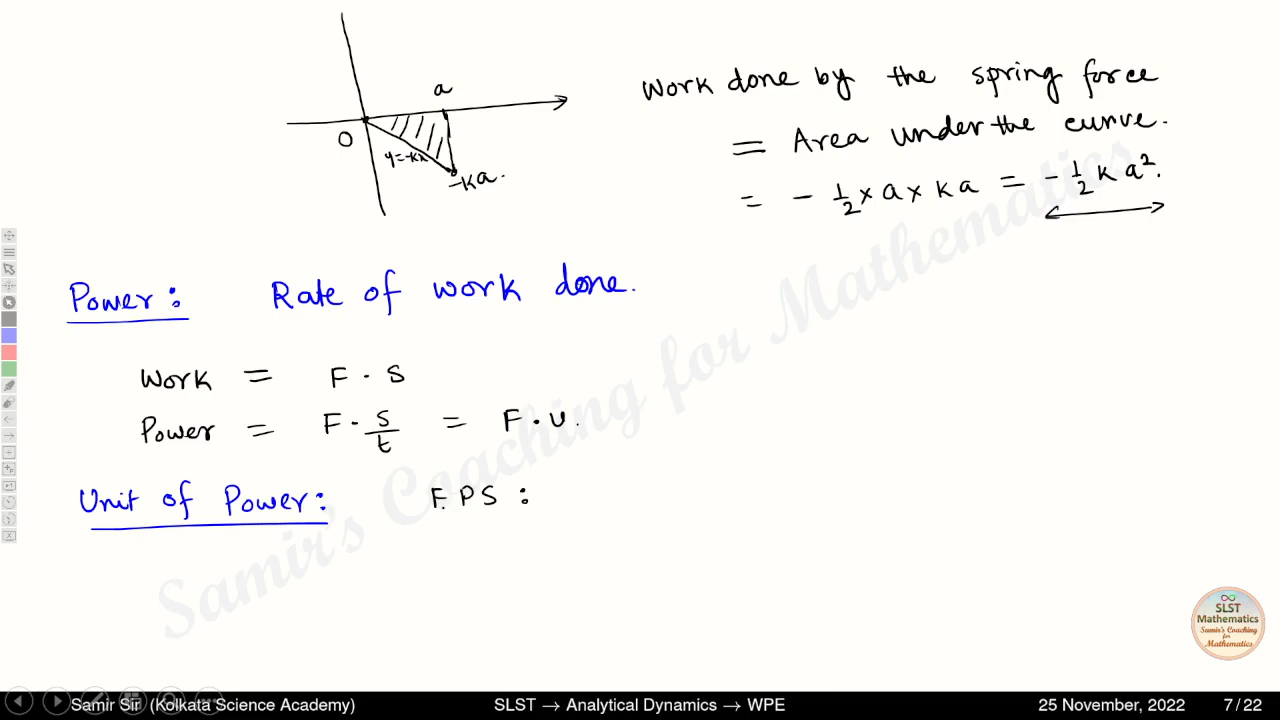 a
O
y=-kx
-ka.
Work done by the spring force
= Area under the curve.
= - 1/2 × a × ka = - 1/2 k a².
Power: Rate of work done.
Work = F · s
Power = F · s/t = F · v.
Unit of Power: F.P.S :
Samir's Coaching for Mathematics
∞
SLST
Mathematics
Samir's Coaching
for
Mathematics
Samir Sir (Kolkata Science Academy) SLST → Analytical Dynamics → WPE 25 November, 2022 7 / 22